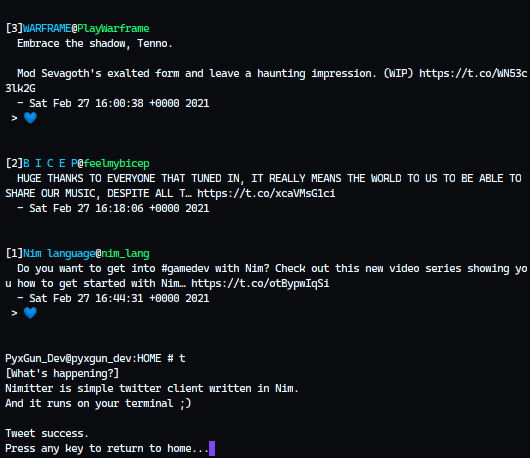 [3]WARFRAME@PlayWarframe
Embrace the shadow, Tenno.
Mod Sevagoth's exalted form and leave a haunting impression. (WIP) https://t.co/WN53c
3lk2G
- Sat Feb 27 16:00:38 +0000 2021
> 💙
[2]B I C E P@feelmybicep
HUGE THANKS TO EVERYONE THAT TUNED IN, IT REALLY MEANS THE WORLD TO US TO BE ABLE TO
SHARE OUR MUSIC, DESPITE ALL T… https://t.co/xcaVMsG1ci
- Sat Feb 27 16:18:06 +0000 2021
[1]Nim language@nim_lang
Do you want to get into #gamedev with Nim? Check out this new video series showing yo
u how to get started with Nim… https://t.co/otBypwIqSi
- Sat Feb 27 16:44:31 +0000 2021
> 💙
PyxGun_Dev@pyxgun_dev:HOME # t
[What's happening?]
Nimitter is simple twitter client written in Nim.
And it runs on your terminal ;)
Tweet success.
Press any key to return to home...